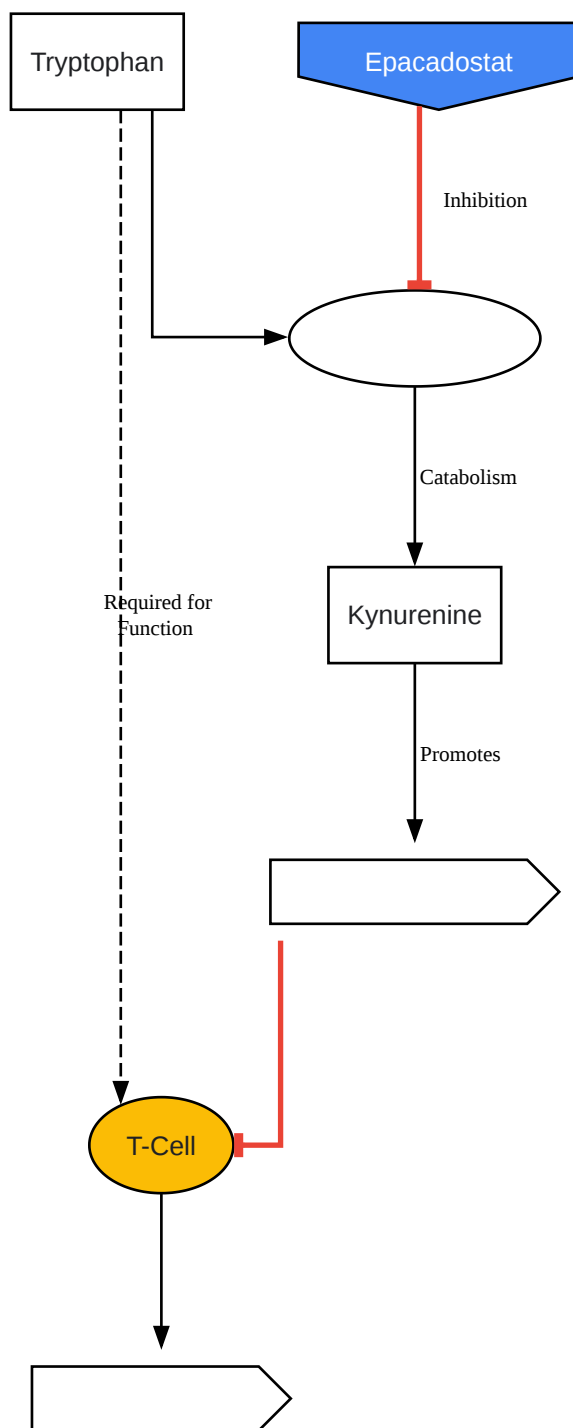 Tryptophan
Epacadostat
Inhibition
Catabolism
Required for
Function
Kynurenine
Promotes
T-Cell